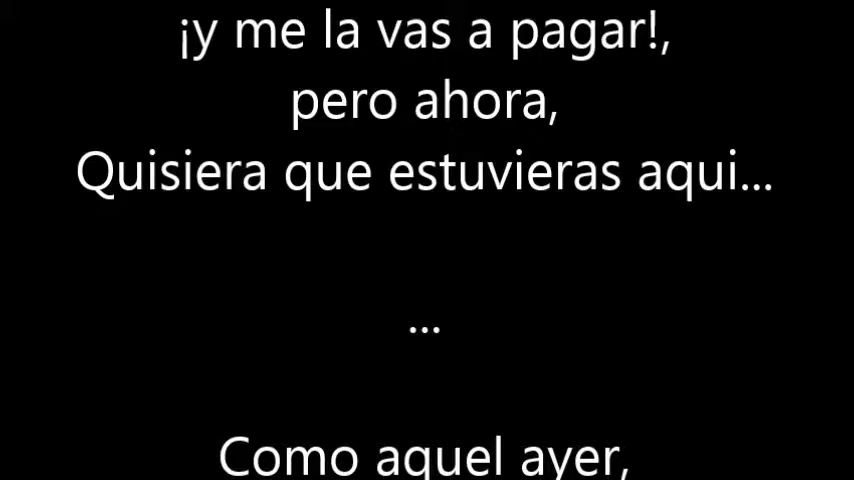 ¡y me la vas a pagar!,
pero ahora,
Quisiera que estuvieras aqui...
...
Como aquel ayer,